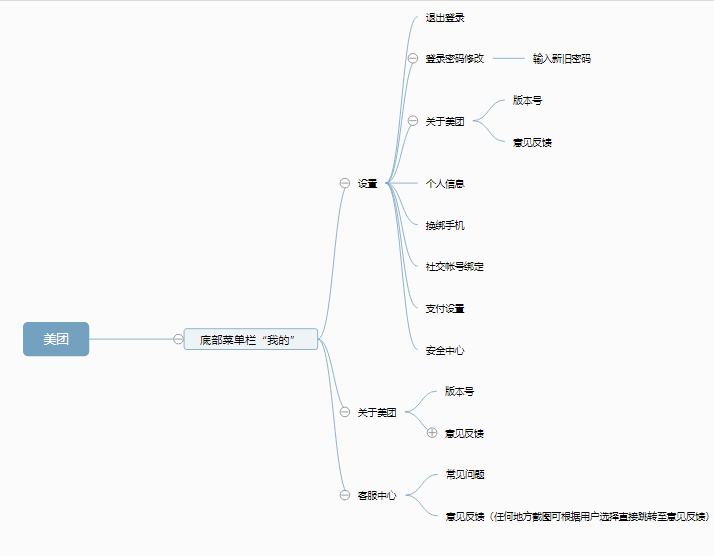 退出登录
登录密码修改
输入新旧密码
版本号
关于美团
意见反馈
设置
个人信息
换绑手机
社交帐号绑定
支付设置
安全中心
美团
底部菜单栏“我的”
版本号
关于美团
意见反馈
常见问题
客服中心
意见反馈（任何地方截图可根据用户选择直接跳转至意见反馈）